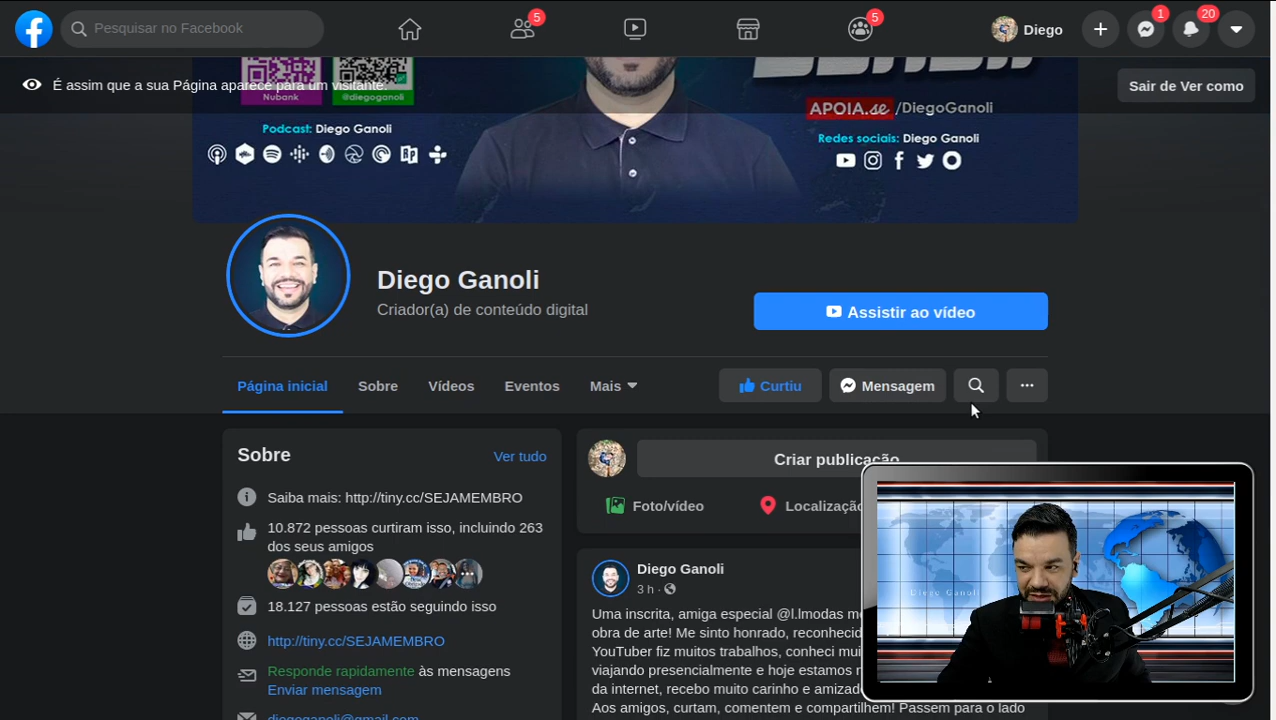 Pesquisar no Facebook
5
5
Diego
1
20
É assim que a sua Página aparece para um visitante.
Sair de Ver como
Nubank
@diegoganoli
APOIA.se/DiegoGanoli
Podcast: Diego Ganoli
Redes sociais: Diego Ganoli
Diego Ganoli
Criador(a) de conteúdo digital
Assistir ao vídeo
Página inicial
Sobre
Vídeos
Eventos
Mais
Curtiu
Mensagem
Sobre
Ver tudo
Saiba mais: http://tiny.cc/SEJAMEMBRO
10.872 pessoas curtiram isso, incluindo 263
dos seus amigos
18.127 pessoas estão seguindo isso
http://tiny.cc/SEJAMEMBRO
Responde rapidamente às mensagens
Enviar mensagem
diegoganoli@gmail.com
Criar publicação
Foto/vídeo
Localização
Diego Ganoli
3 h ·
Uma inscrita, amiga especial @l.lmodas me
obra de arte! Me sinto honrado, reconhecid
YouTuber fiz muitos trabalhos, conheci mui
viajando presencialmente e hoje estamos n
da internet, recebo muito carinho e amizad
Aos amigos, curtam, comentem e compartilhem! Passem para o lado
Diego Ganoli